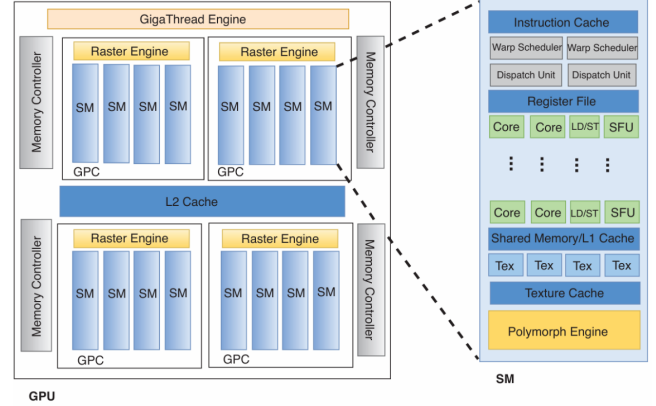 GigaThread Engine
Memory Controller
Raster Engine
SM SM SM SM
GPC
Raster Engine
SM SM SM SM
GPC
Memory Controller
L2 Cache
Memory Controller
Raster Engine
SM SM SM SM
GPC
Raster Engine
SM SM SM SM
GPC
Memory Controller
GPU
Instruction Cache
Warp Scheduler Warp Scheduler
Dispatch Unit Dispatch Unit
Register File
Core Core LD/ST SFU
Core Core LD/ST SFU
Shared Memory/L1 Cache
Tex Tex Tex Tex
Texture Cache
Polymorph Engine
SM